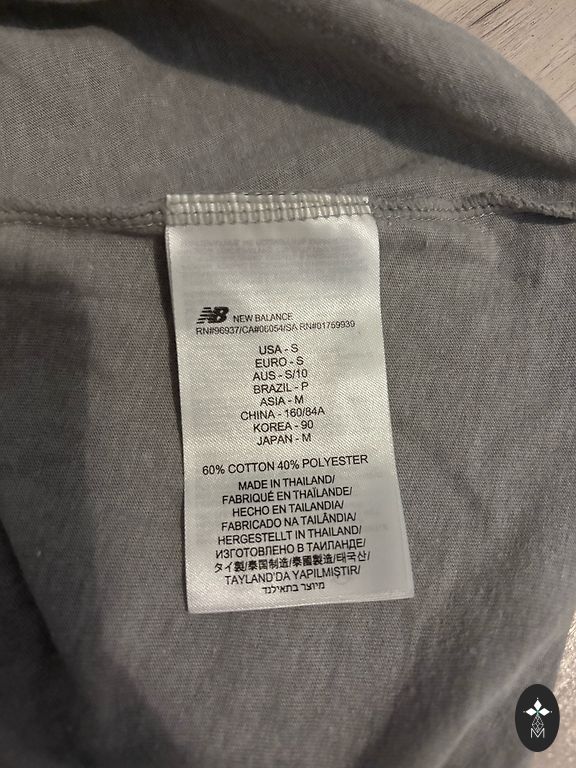 NB NEW BALANCE
RN#96937/CA#06054/SA RN#01759939
USA - S
EURO - S
AUS - S/10
BRAZIL - P
ASIA - M
CHINA - 160/84A
KOREA - 90
JAPAN - M
60% COTTON 40% POLYESTER
MADE IN THAILAND/
FABRIQUÉ EN THAÏLANDE/
HECHO EN TAILANDIA/
FABRICADO NA TAILÂNDIA/
HERGESTELLT IN THAILAND/
ИЗГОТОВЛЕНО В ТАИЛАНДЕ/
タイ製/泰国制造/泰國製造/태국산/
TAYLAND'DA YAPILMIŞTIR/
מיוצר בתאילנד
M